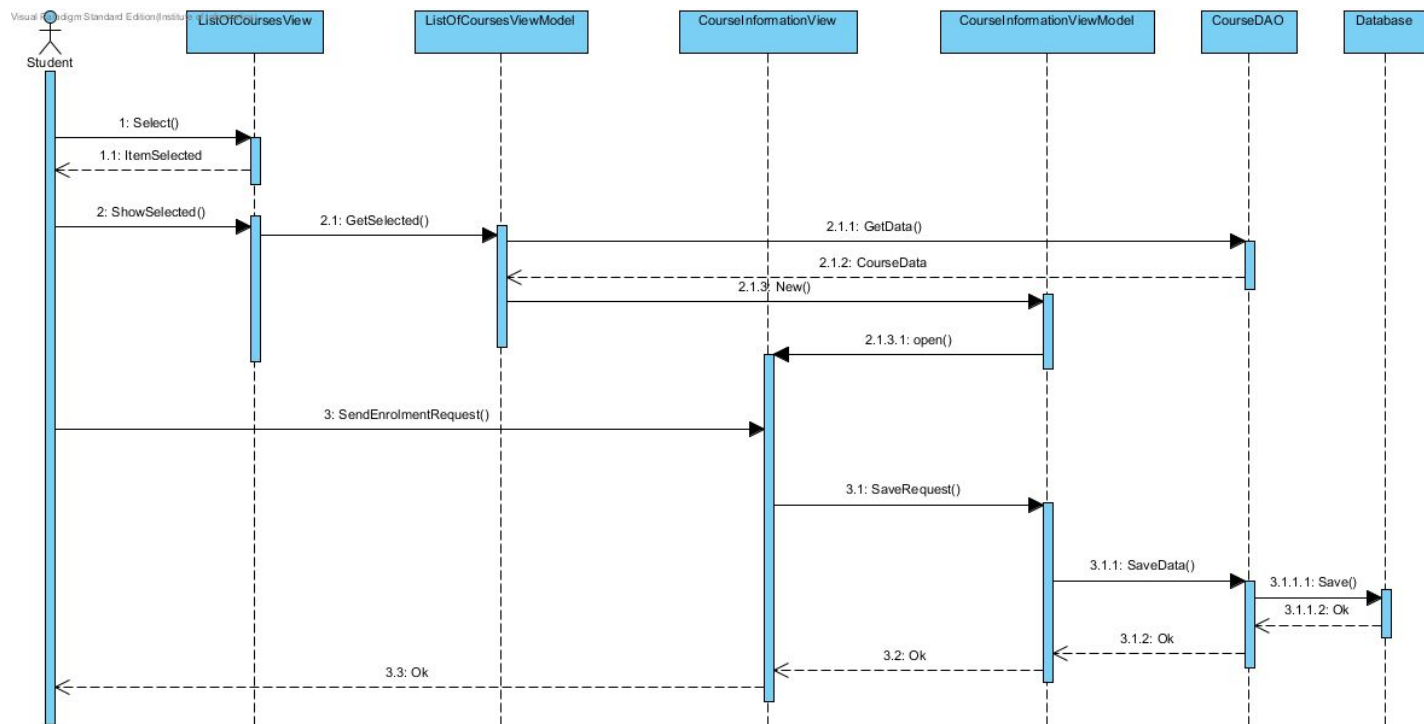 Visual Paradigm Standard Edition(Institute of
ListOfCoursesView
ListOfCoursesViewModel
CourseInformationView
CourseInformationViewModel
CourseDAO
Database
Student
1: Select()
1.1: ItemSelected
2: ShowSelected()
2.1: GetSelected()
2.1.1: GetData()
2.1.2: CourseData
2.1.3: New()
2.1.3.1: open()
3: SendEnrolmentRequest()
3.1: SaveRequest()
3.1.1: SaveData()
3.1.1.1: Save()
3.1.1.2: Ok
3.1.2: Ok
3.2: Ok
3.3: Ok